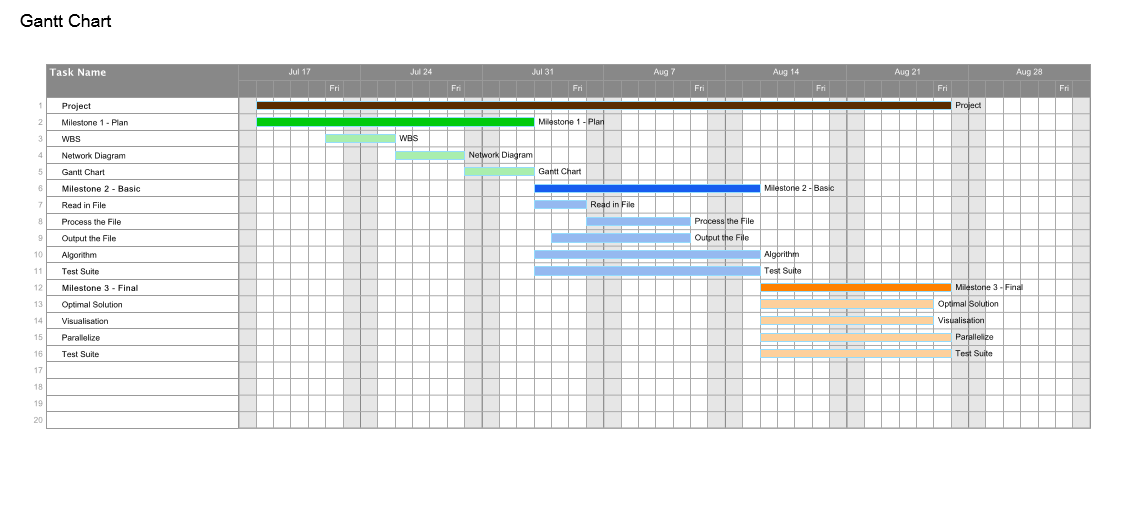 Gantt Chart
Task Name
Jul 17 Jul 24 Jul 31 Aug 7 Aug 14 Aug 21 Aug 28
Fri Fri Fri Fri Fri Fri Fri
1 Project Project
2 Milestone 1 - Plan Milestone 1 - Plan
3 WBS WBS
4 Network Diagram Network Diagram
5 Gantt Chart Gantt Chart
6 Milestone 2 - Basic Milestone 2 - Basic
7 Read in File Read in File
8 Process the File Process the File
9 Output the File Output the File
10 Algorithm Algorithm
11 Test Suite Test Suite
12 Milestone 3 - Final Milestone 3 - Final
13 Optimal Solution Optimal Solution
14 Visualisation Visualisation
15 Parallelize Parallelize
16 Test Suite Test Suite
17
18
19
20